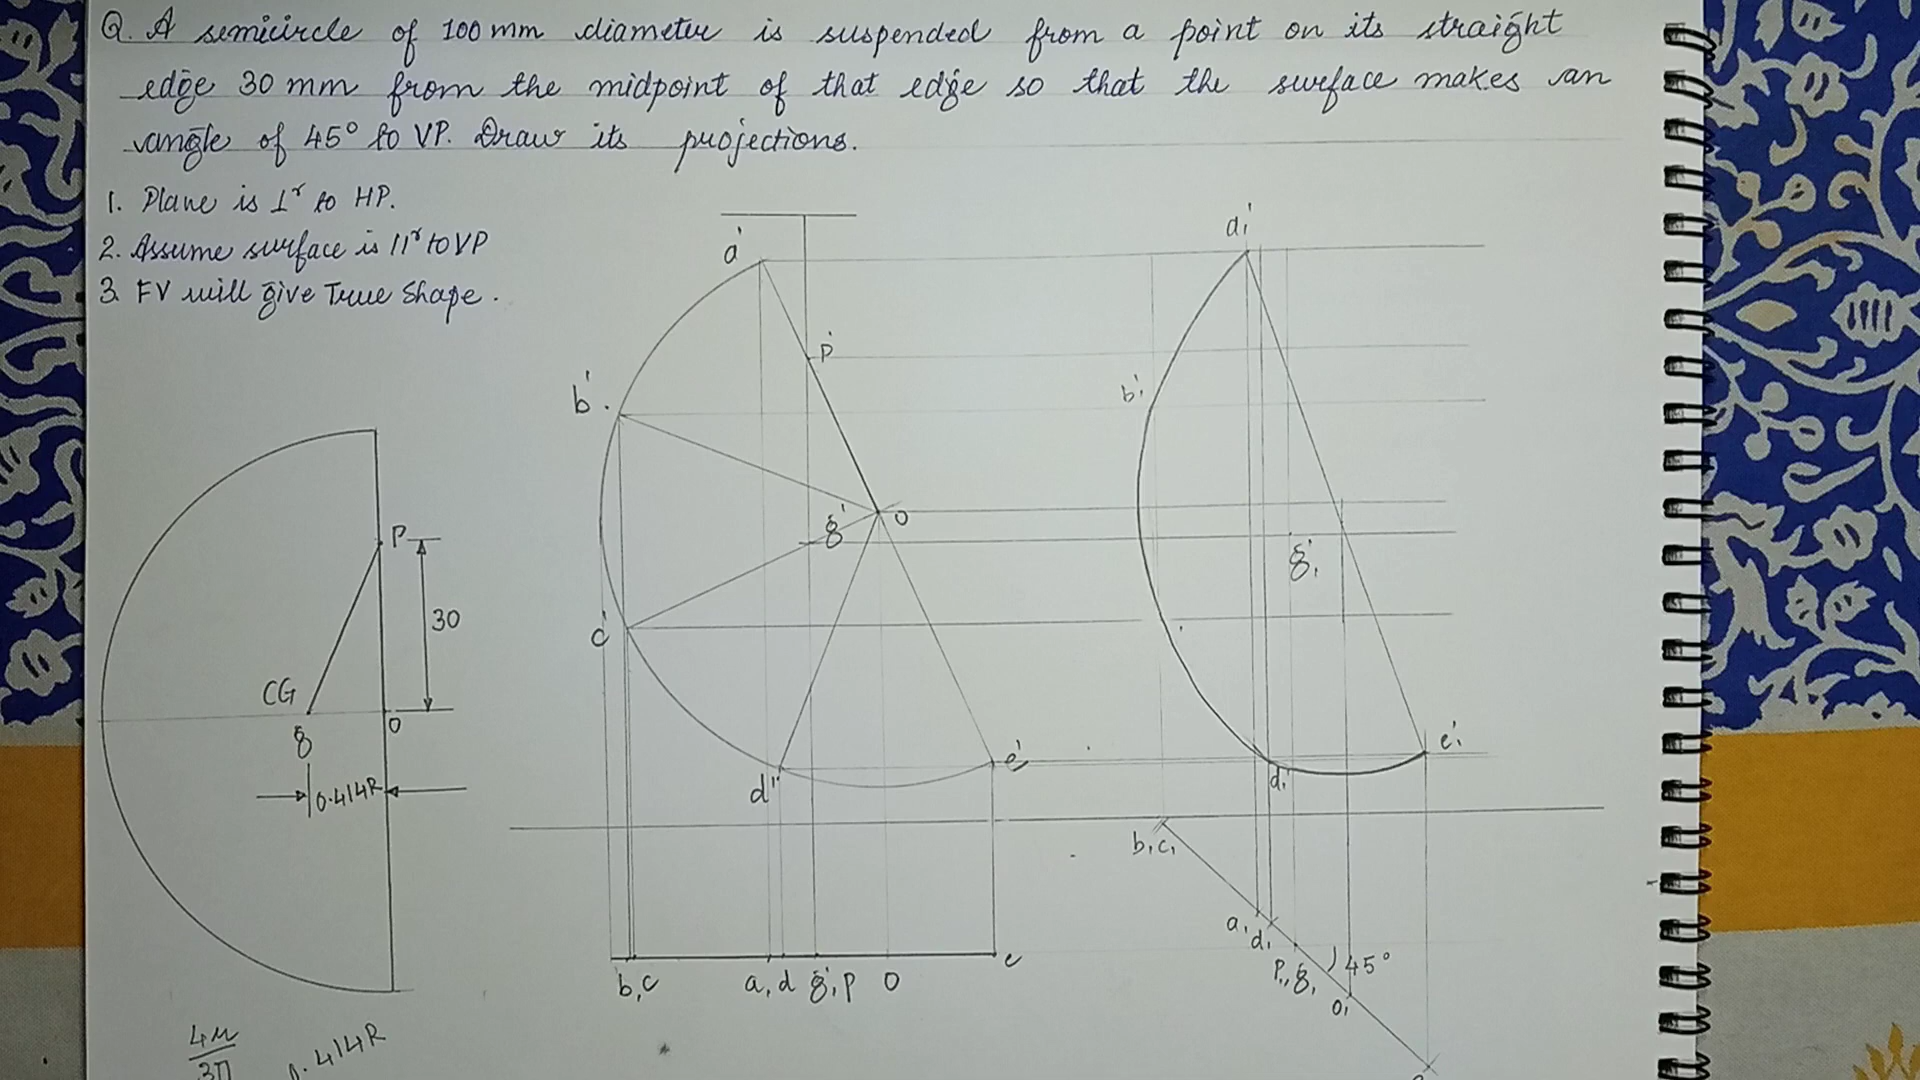 Q. A semicircle of 100 mm diameter is suspended from a point on its straight
edge 30 mm from the midpoint of that edge so that the surface makes an
angle of 45° to VP. Draw its projections.
1. Plane is ⊥r to HP.
2. Assume surface is 11r to VP
3. FV will give True Shape.
a'
a1'
P'
b'
b1'
P
g'
O
g1'
30
c'
CG
g
O
e'
e1'
d'
d1'
0.414R
b1c1
a1d1
P1, g1
45°
O1
b,c
a,d
g,p
O
e
4r
3π
0.414R